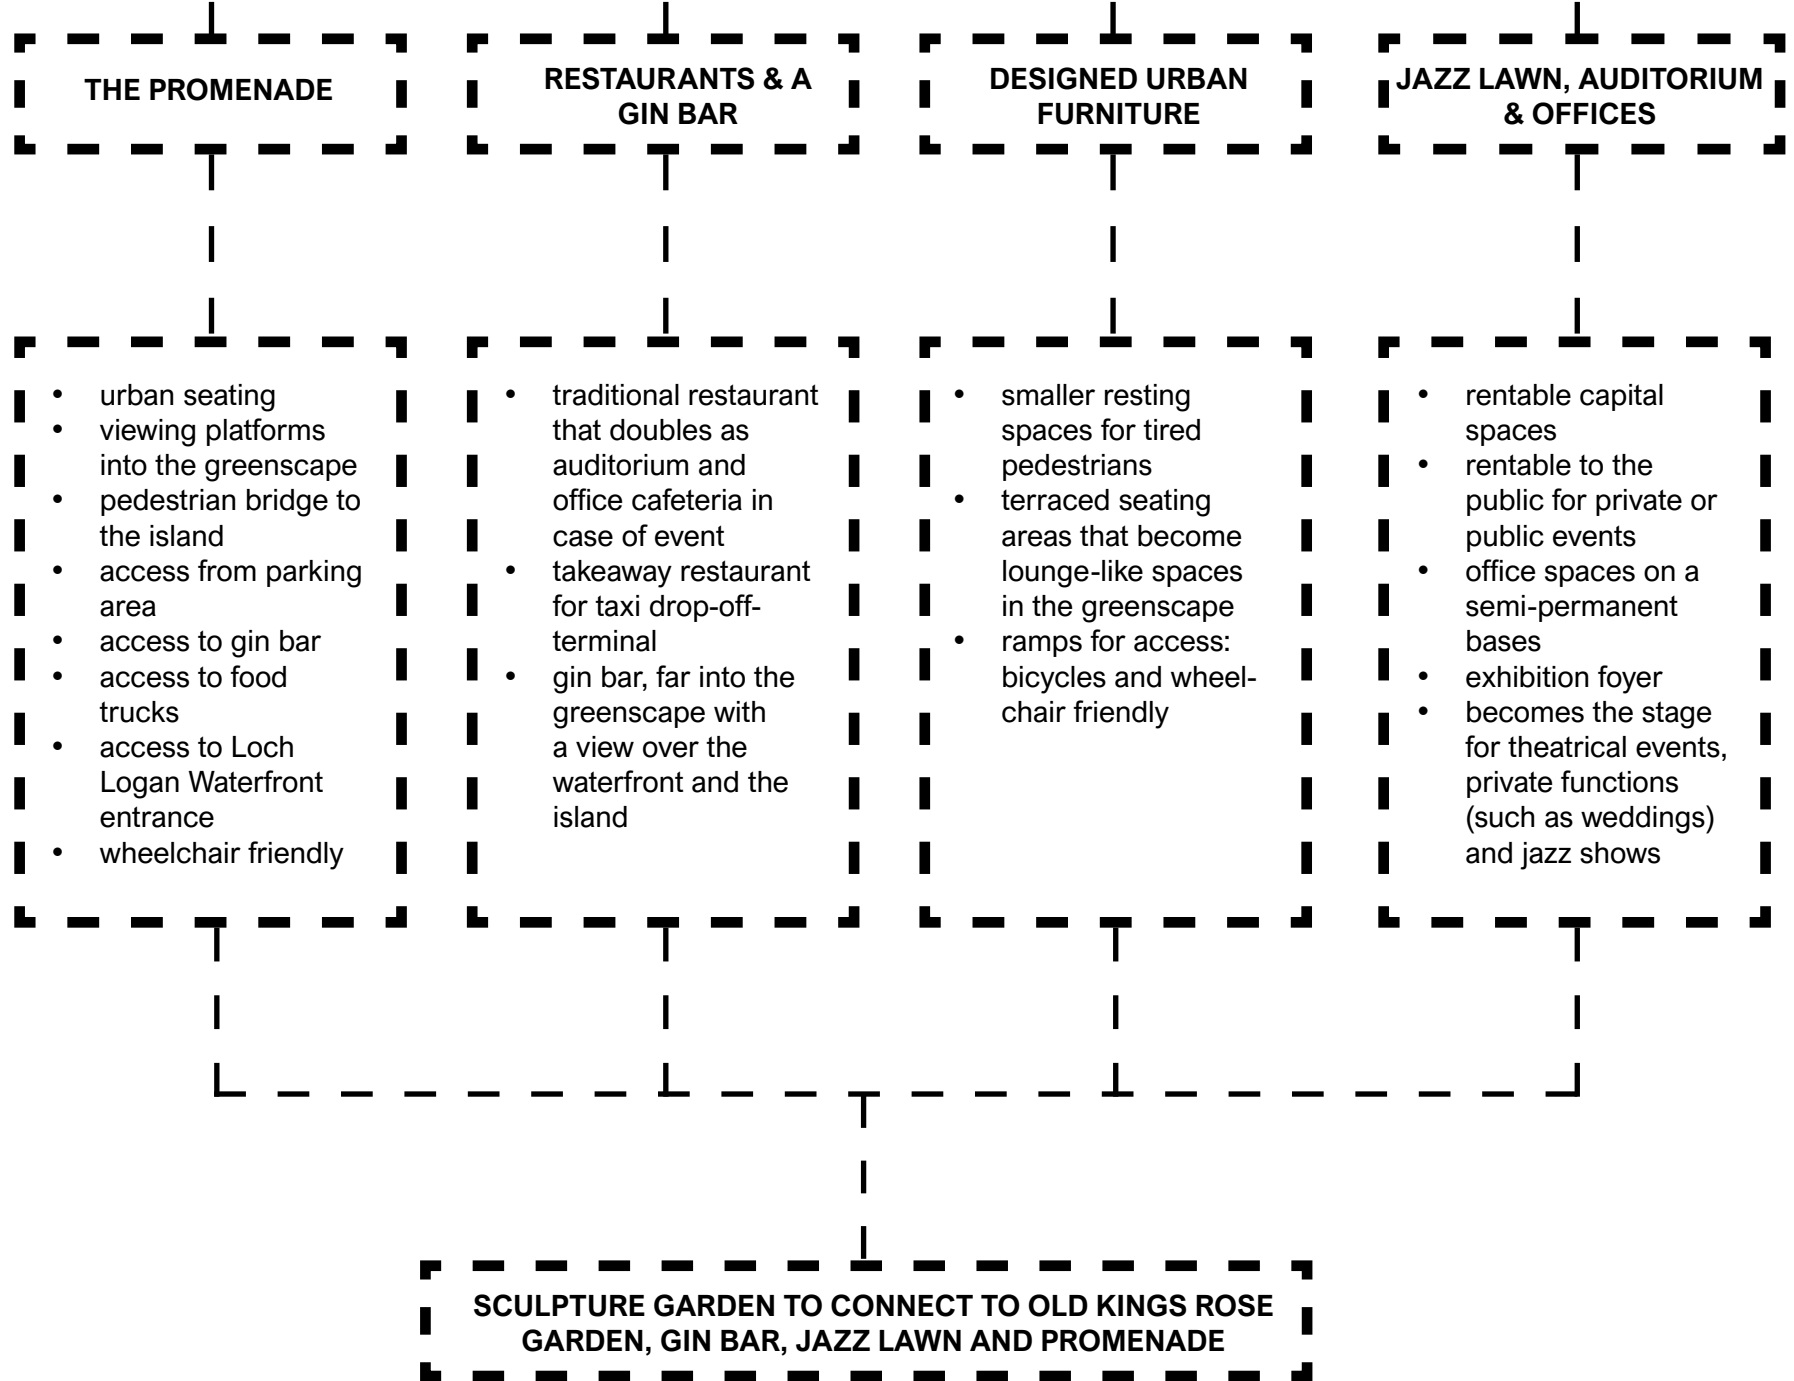 THE PROMENADE
RESTAURANTS & A
GIN BAR
DESIGNED URBAN
FURNITURE
JAZZ LAWN, AUDITORIUM
& OFFICES
• urban seating
• viewing platforms
into the greenscape
• pedestrian bridge to
the island
• access from parking
area
• access to gin bar
• access to food
trucks
• access to Loch
Logan Waterfront
entrance
• wheelchair friendly
• traditional restaurant
that doubles as
auditorium and
office cafeteria in
case of event
• takeaway restaurant
for taxi drop-off-
terminal
• gin bar, far into the
greenscape with
a view over the
waterfront and the
island
• smaller resting
spaces for tired
pedestrians
• terraced seating
areas that become
lounge-like spaces
in the greenscape
• ramps for access:
bicycles and wheel-
chair friendly
• rentable capital
spaces
• rentable to the
public for private or
public events
• office spaces on a
semi-permanent
bases
• exhibition foyer
• becomes the stage
for theatrical events,
private functions
(such as weddings)
and jazz shows
SCULPTURE GARDEN TO CONNECT TO OLD KINGS ROSE
GARDEN, GIN BAR, JAZZ LAWN AND PROMENADE